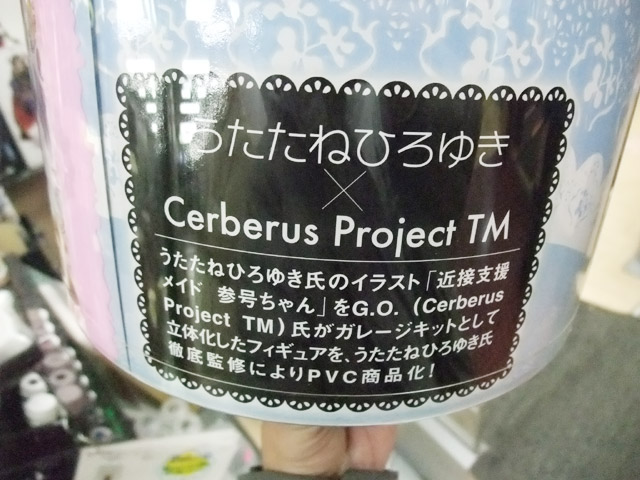 うたたねひろゆき
×
Cerberus Project TM
うたたねひろゆき氏のイラスト「近接支援
メイド 参号ちゃん」をG.O.（Cerberus
Project TM）氏がガレージキットとして
立体化したフィギュアを、うたたねひろゆき氏
徹底監修によりPVC商品化！